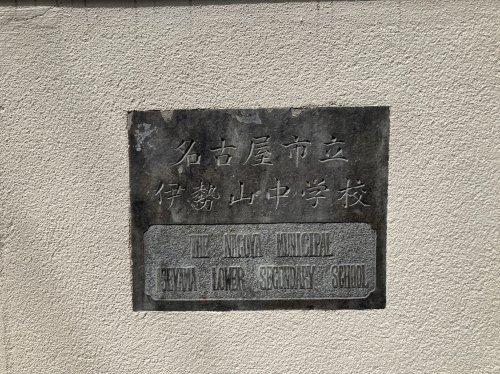 名古屋市立
伊勢山中学校
THE NAGOYA MUNICIPAL
ISEYAMA LOWER SECONDARY SCHOOL